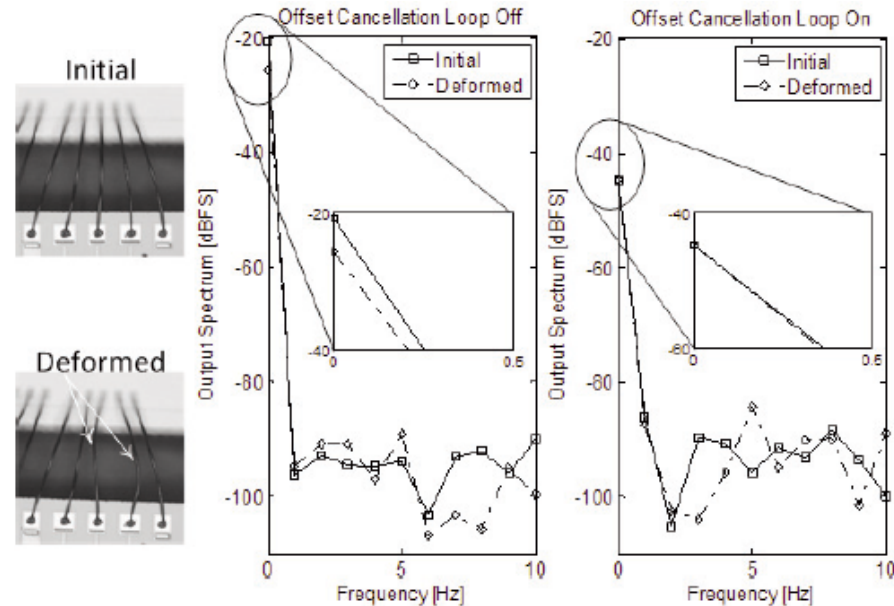 Initial
Deformed
Offset Cancellation Loop Off
Output Spectrum [dBFS]
-20
-40
-60
-80
-100
Initial
Deformed
-20
-40
0
0.5
0
5
10
Frequency [Hz]
Offset Cancellation Loop On
Output Spectrum [dBFS]
-20
-40
-60
-80
-100
Initial
Deformed
-40
-60
0
0.5
0
5
10
Frequency [Hz]